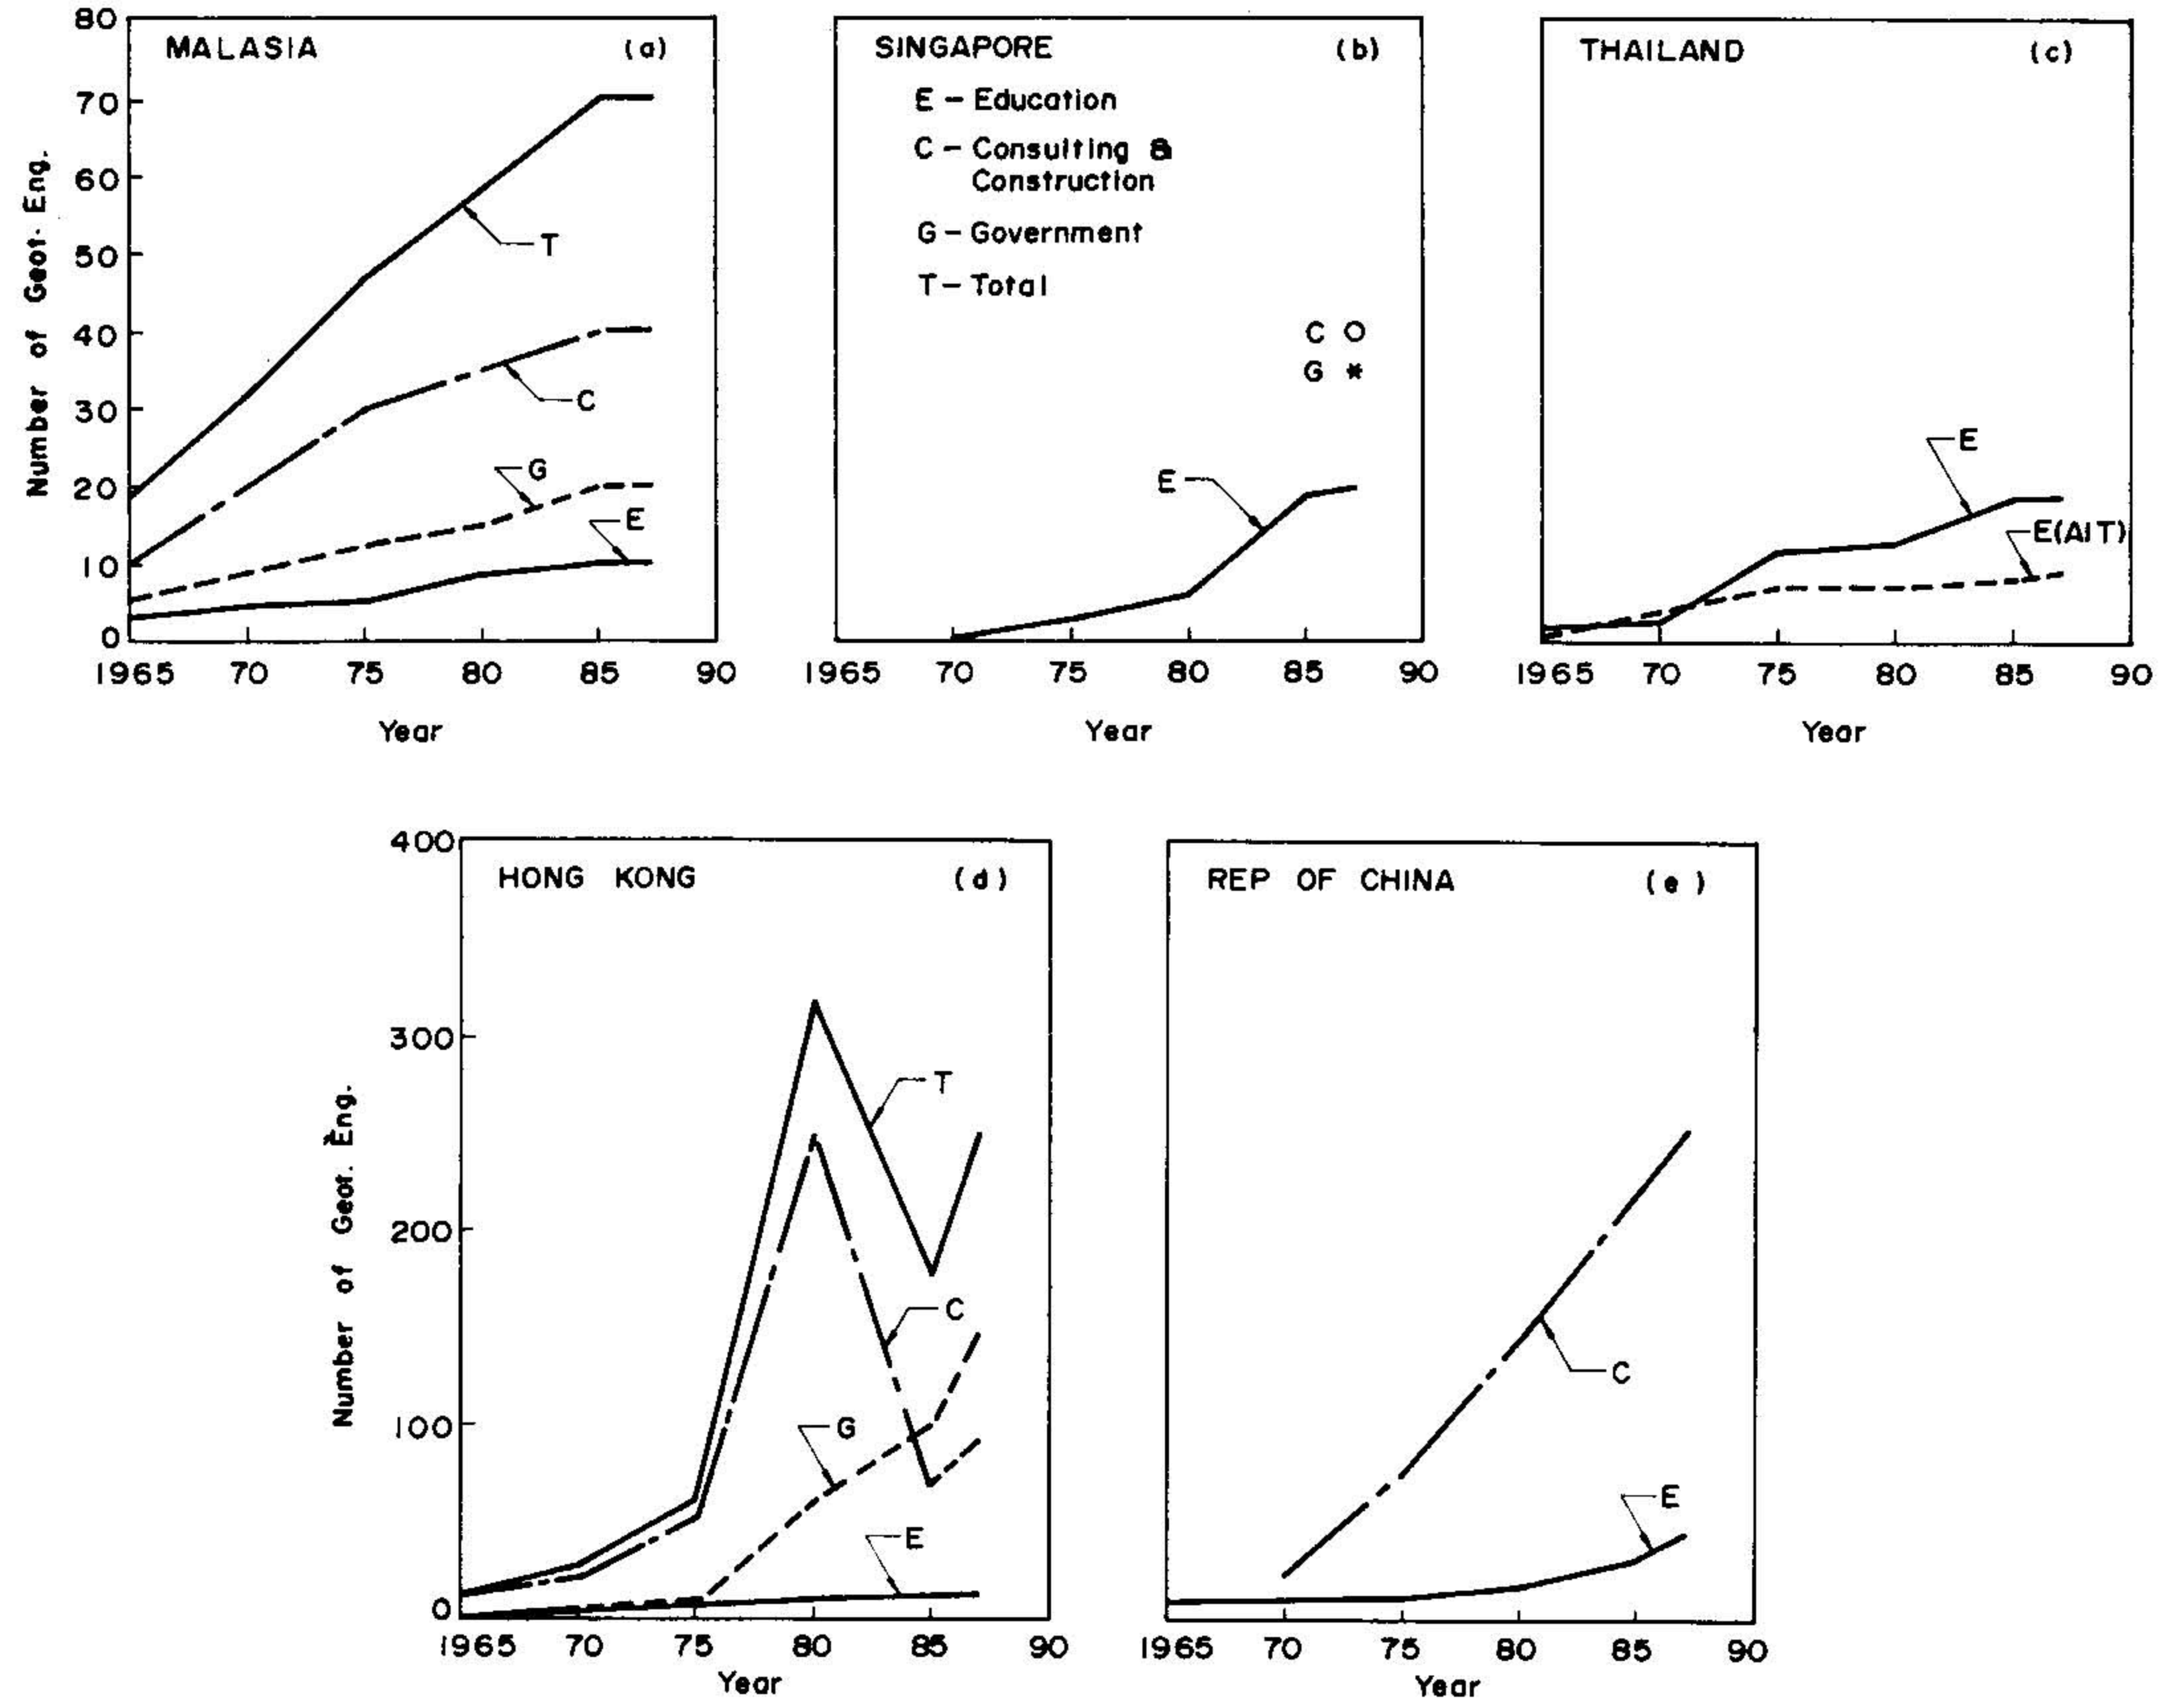 MALASIA (a)
80
70
60
50
40
30
20
10
0
Number of Geot. Eng.
T
C
G
E
1965 70 75 80 85 90
Year
SINGAPORE (b)
E – Education
C – Consulting &
Construction
G – Government
T – Total
C O
G *
E
1965 70 75 80 85 90
Year
THAILAND (c)
E
E(AIT)
1965 70 75 80 85 90
Year
HONG KONG (d)
400
300
200
100
0
Number of Geot. Eng.
T
C
G
E
1965 70 75 80 85 90
Year
REP OF CHINA (e)
C
E
1965 70 75 80 85 90
Year